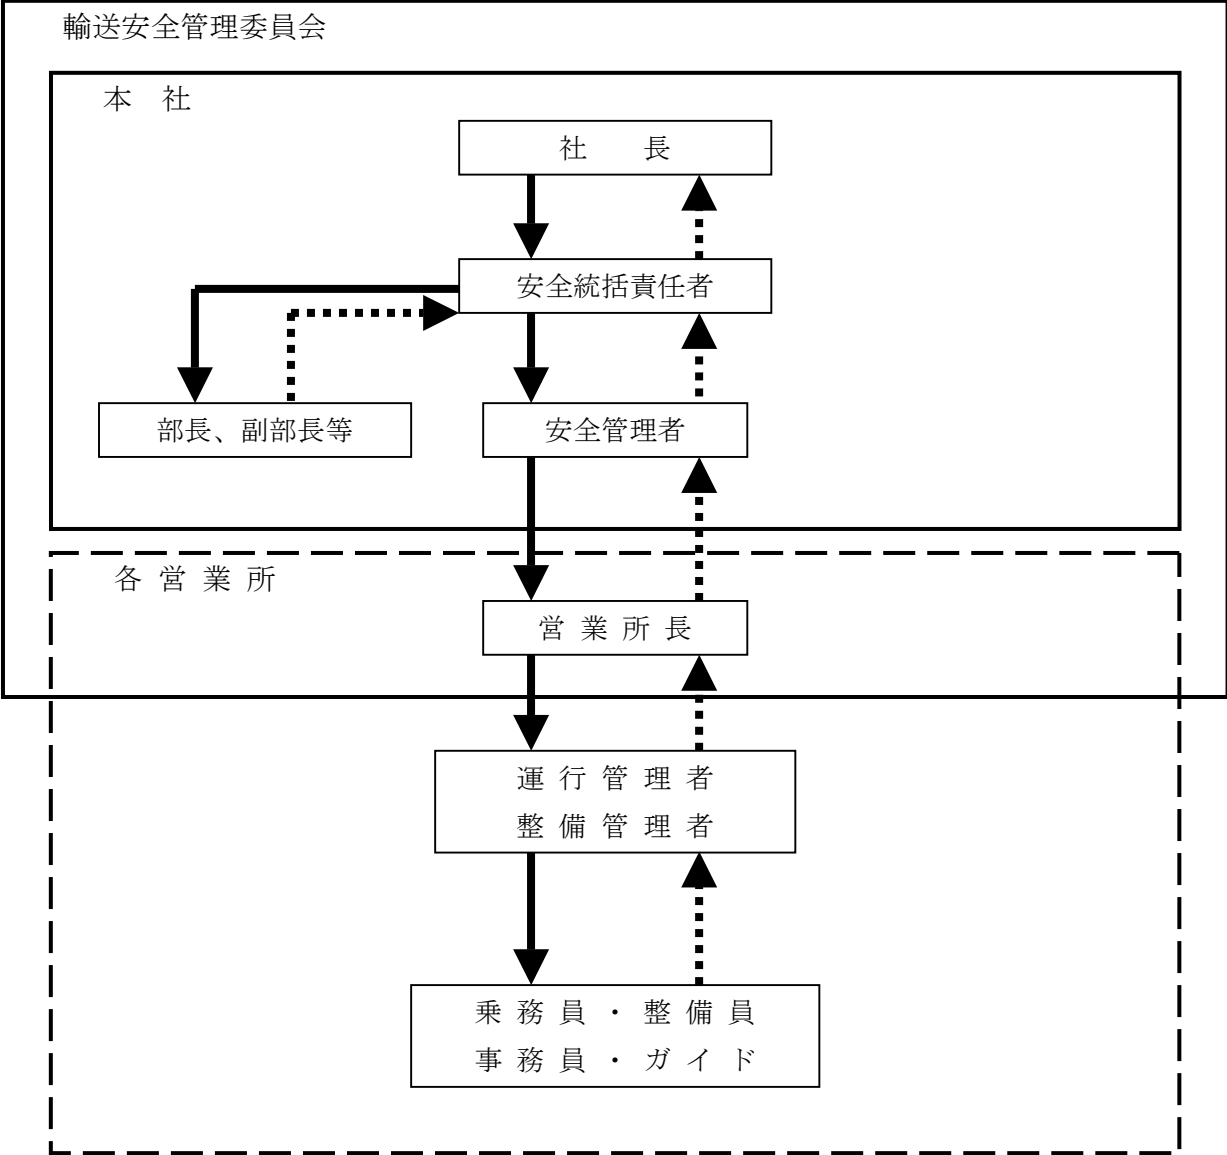 輸送安全管理委員会
本　社
社　　長
安全統括責任者
部長、副部長等
安全管理者
各 営 業 所
営 業 所 長
運 行 管 理 者
整 備 管 理 者
乗 務 員 ・ 整 備 員
事 務 員 ・ ガ イ ド